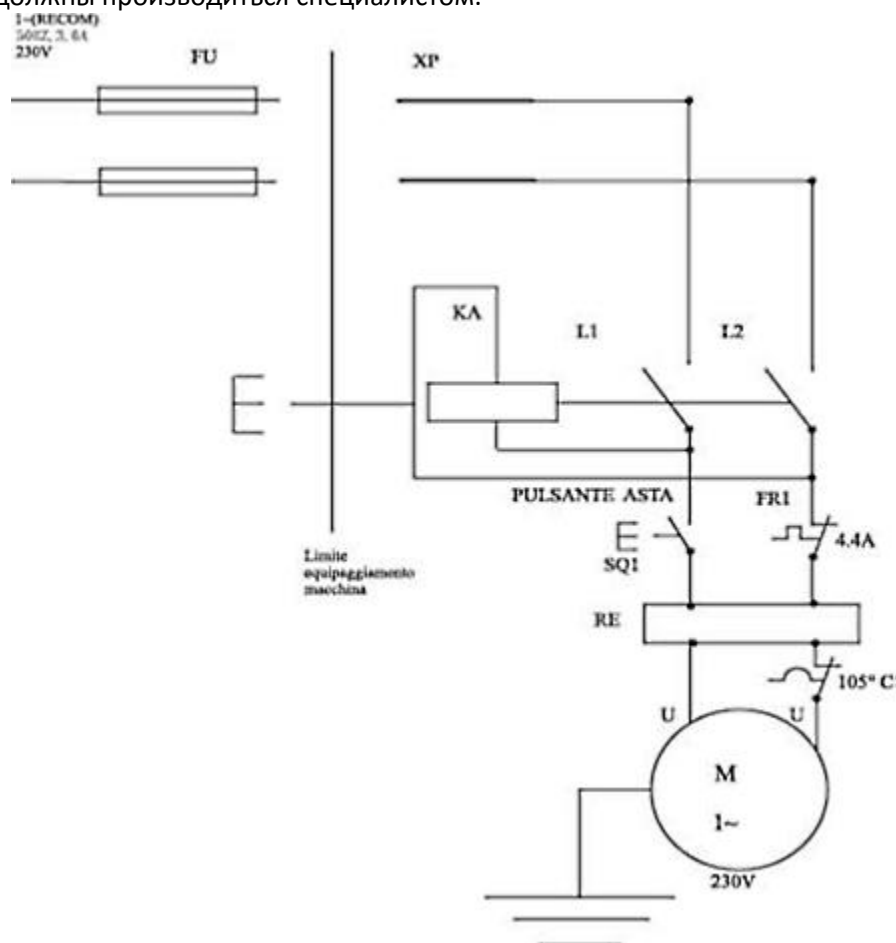 должны производиться специалистом.
1~(RECOM)
230V
FU
XP
KA
L1
L2
PULSANTE ASTA
FR1
4.4A
SQ1
Limite
equipaggiamento
macchina
RE
105° C
U
U
M
1~
230V